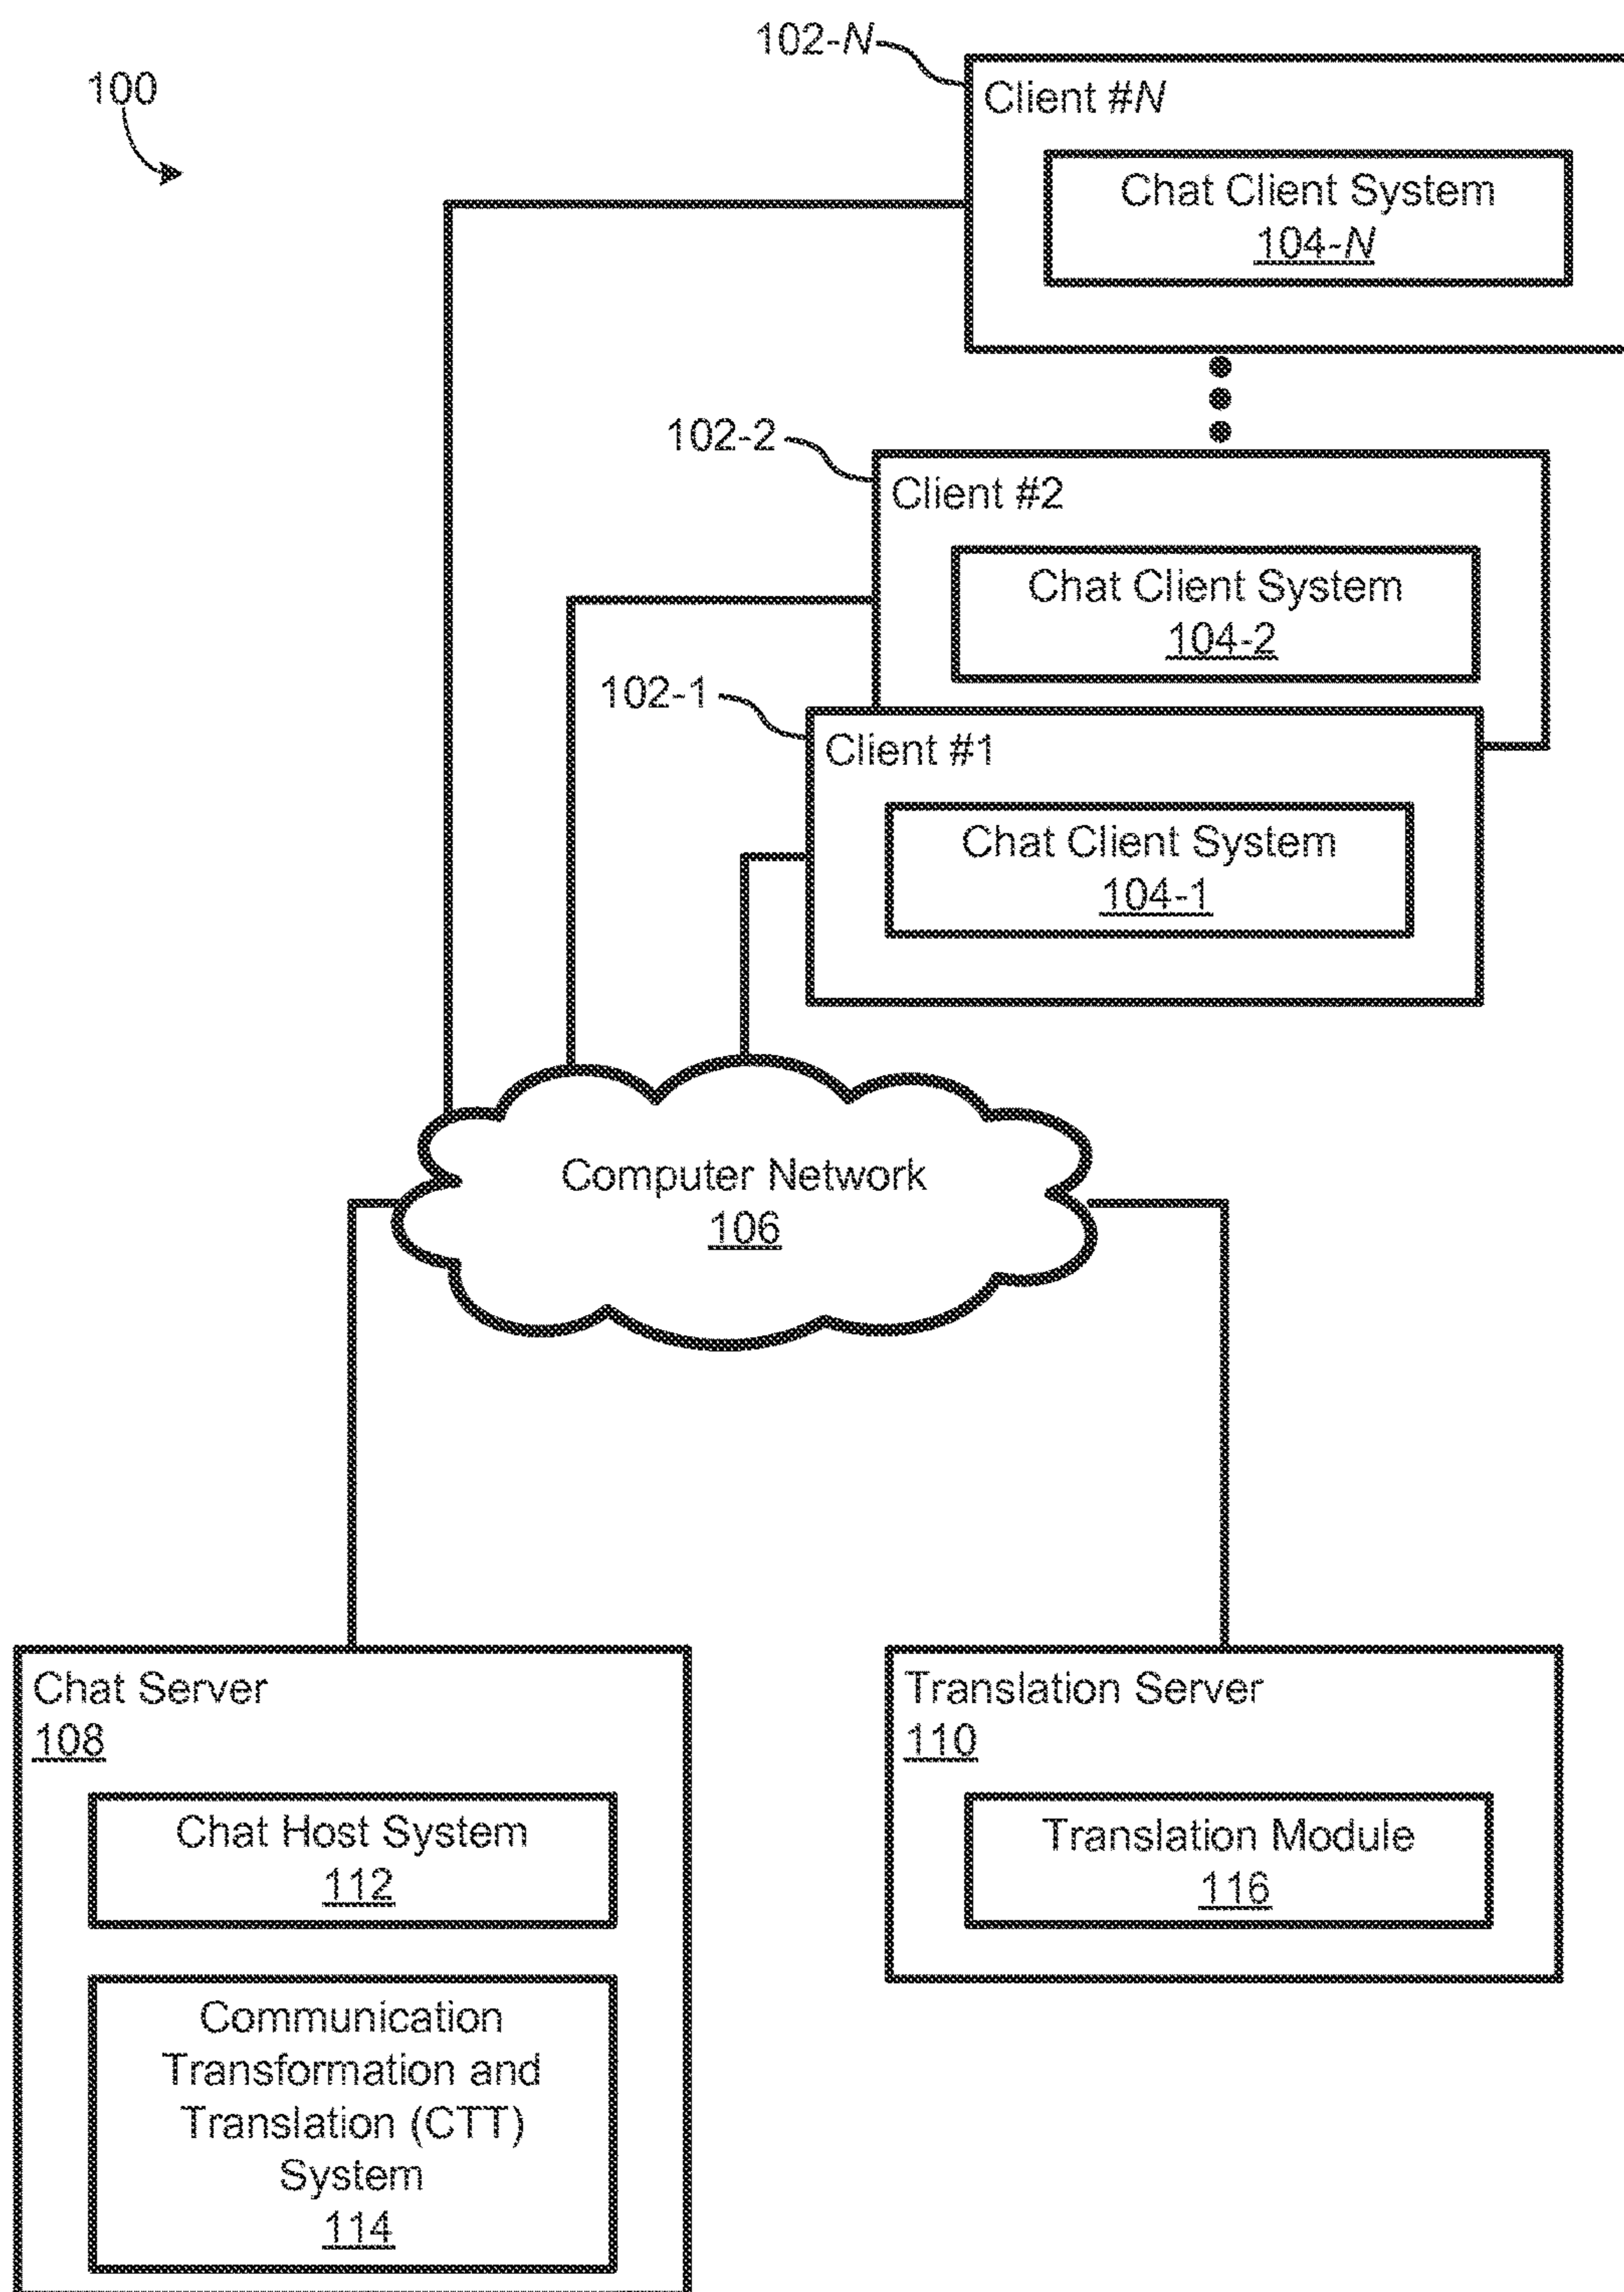 102-N
100
Client #N
Chat Client System
104-N
102-2
Client #2
Chat Client System
104-2
102-1
Client #1
Chat Client System
104-1
Computer Network
106
Chat Server
108
Chat Host System
112
Communication
Transformation and
Translation (CTT)
System
114
Translation Server
110
Translation Module
116